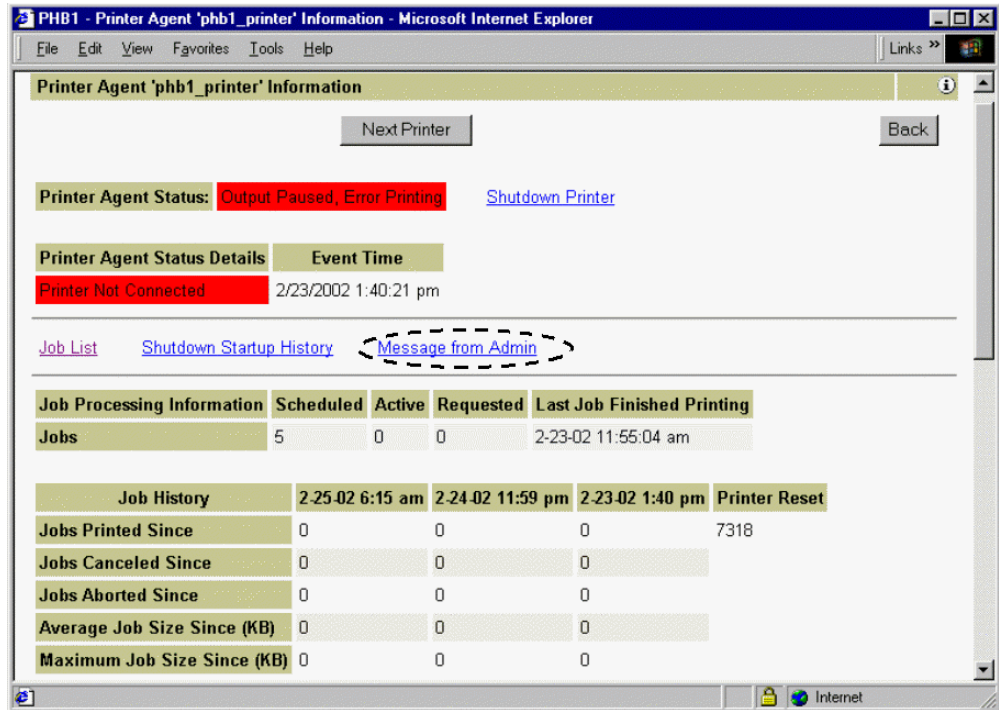 PHB1 - Printer Agent 'phb1_printer' Information - Microsoft Internet Explorer
File Edit View Favorites Tools Help Links »
Printer Agent 'phb1_printer' Information
Next Printer Back
Printer Agent Status: Output Paused, Error Printing Shutdown Printer
Printer Agent Status Details Event Time
Printer Not Connected 2/23/2002 1:40:21 pm
Job List Shutdown Startup History Message from Admin
Job Processing Information Scheduled Active Requested Last Job Finished Printing
Jobs 5 0 0 2-23-02 11:55:04 am
Job History 2-25-02 6:15 am 2-24-02 11:59 pm 2-23-02 1:40 pm Printer Reset
Jobs Printed Since 0 0 0 7318
Jobs Canceled Since 0 0 0
Jobs Aborted Since 0 0 0
Average Job Size Since (KB) 0 0 0
Maximum Job Size Since (KB) 0 0 0
Internet